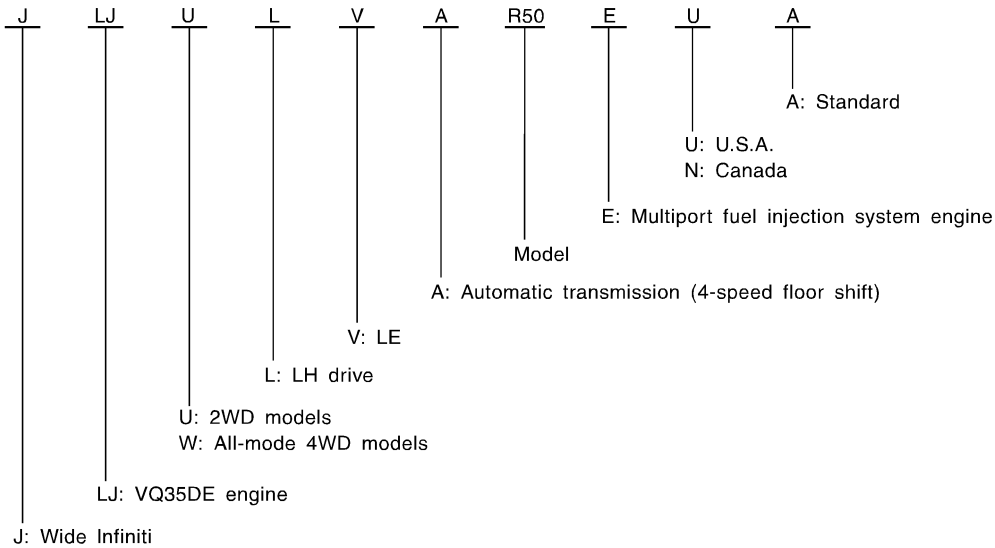 J LJ U L V A R50 E U A
A: Standard
U: U.S.A.
N: Canada
E: Multiport fuel injection system engine
Model
A: Automatic transmission (4-speed floor shift)
V: LE
L: LH drive
U: 2WD models
W: All-mode 4WD models
LJ: VQ35DE engine
J: Wide Infiniti